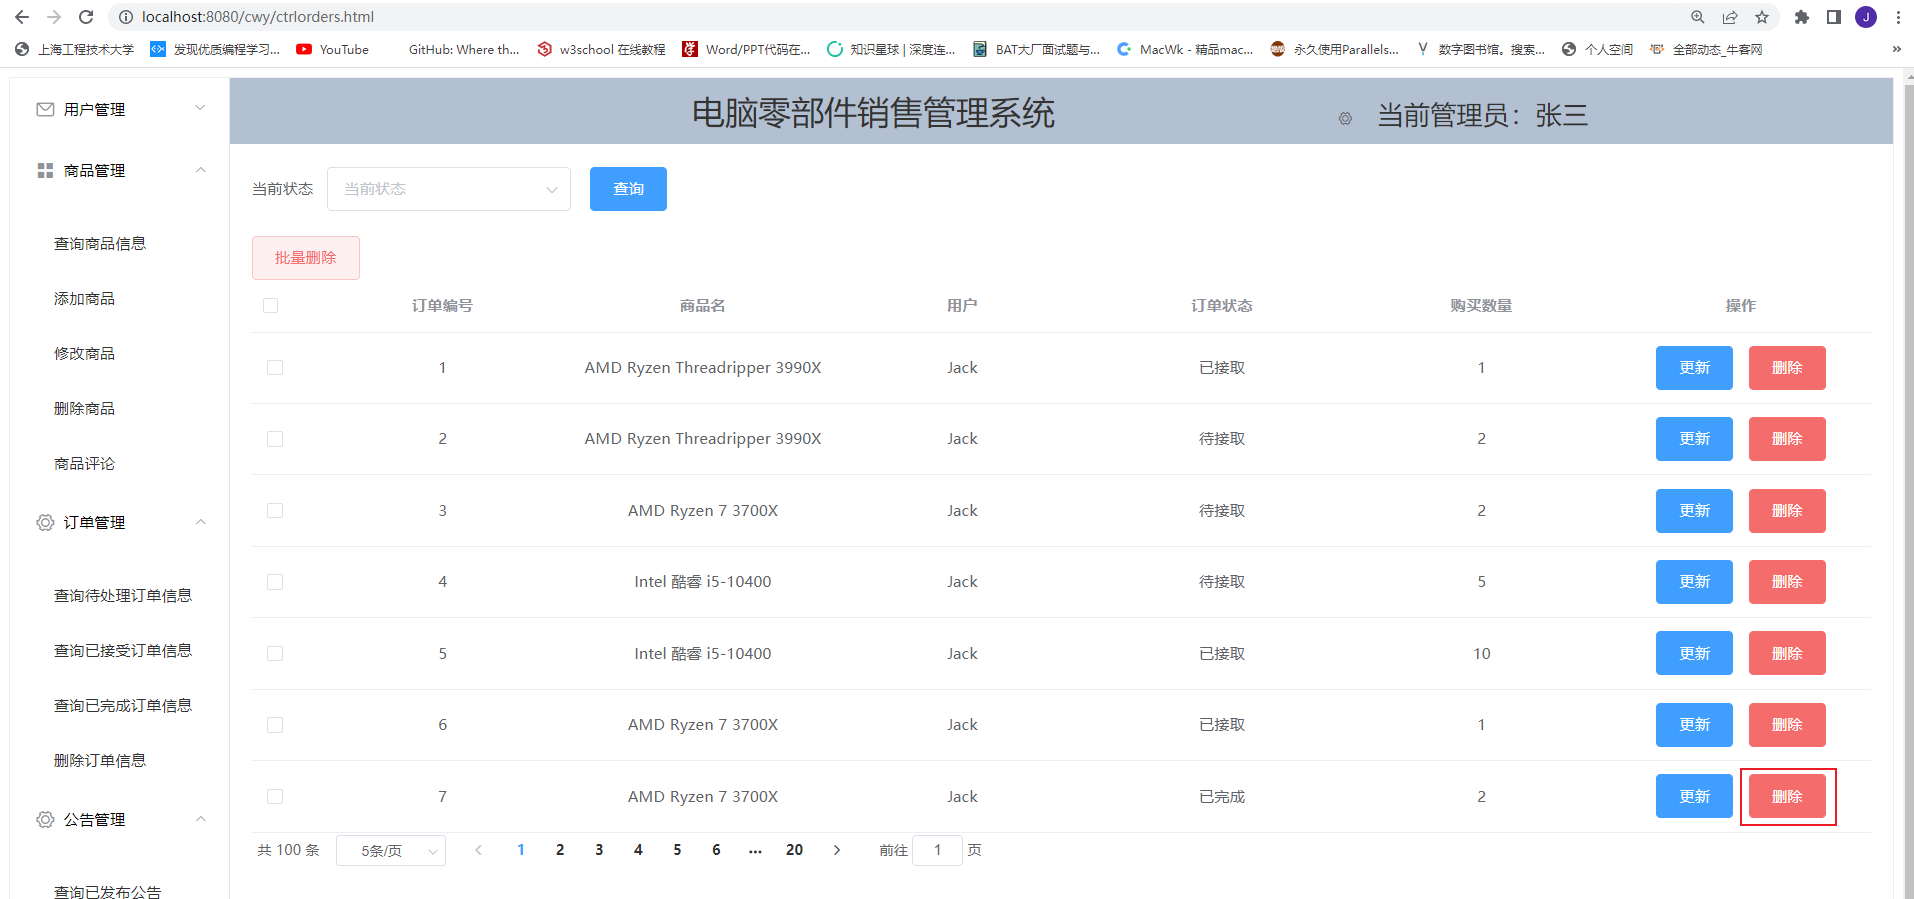 localhost:8080/cwy/ctrlorders.html
J
上海工程技术大学 发现优质编程学习... YouTube GitHub: Where th... w3school 在线教程 Word/PPT代码在... 知识星球 | 深度连... BAT大厂面试题与... MacWk - 精品mac... 永久使用Parallels... 数字图书馆。搜索... 个人空间 全部动态_牛客网 »
用户管理
商品管理
查询商品信息
添加商品
修改商品
删除商品
商品评论
订单管理
查询待处理订单信息
查询已接受订单信息
查询已完成订单信息
删除订单信息
公告管理
查询已发布公告
电脑零部件销售管理系统 当前管理员：张三
当前状态 当前状态 查询
批量删除
订单编号 商品名 用户 订单状态 购买数量 操作
1 AMD Ryzen Threadripper 3990X Jack 已接取 1 更新 删除
2 AMD Ryzen Threadripper 3990X Jack 待接取 2 更新 删除
3 AMD Ryzen 7 3700X Jack 待接取 2 更新 删除
4 Intel 酷睿 i5-10400 Jack 待接取 5 更新 删除
5 Intel 酷睿 i5-10400 Jack 已接取 10 更新 删除
6 AMD Ryzen 7 3700X Jack 已接取 1 更新 删除
7 AMD Ryzen 7 3700X Jack 已完成 2 更新 删除
共 100 条 5条/页 1 2 3 4 5 6 ... 20 前往 1 页